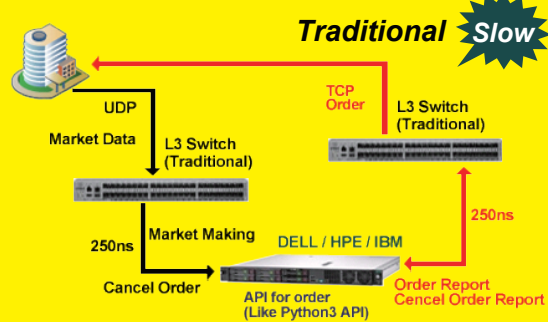 Traditional Slow
UDP
Market Data
L3 Switch
(Traditional)
TCP
Order
L3 Switch
(Traditional)
250ns
Market Making
Cancel Order
DELL / HPE / IBM
API for order
(Like Python3 API)
250ns
Order Report
Cencel Order Report